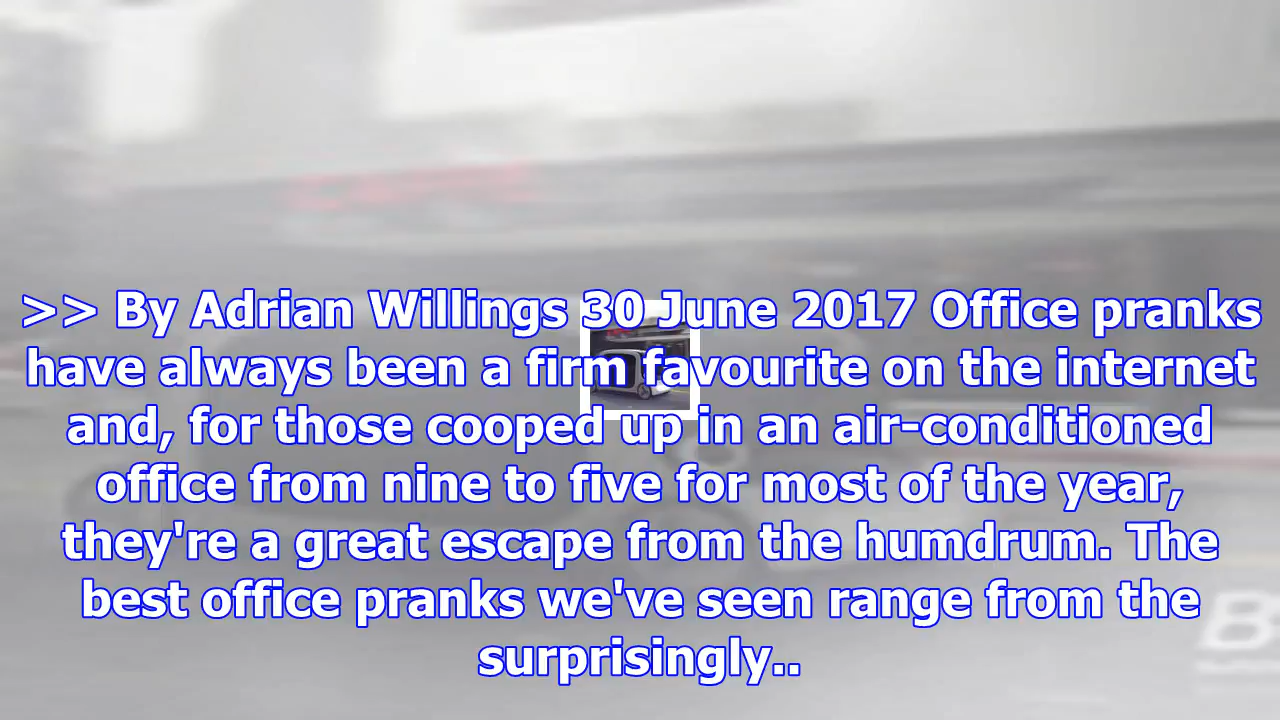 >> By Adrian Willings 30 June 2017 Office pranks
have always been a firm favourite on the internet
and, for those cooped up in an air-conditioned
office from nine to five for most of the year,
they're a great escape from the humdrum. The
best office pranks we've seen range from the
surprisingly..